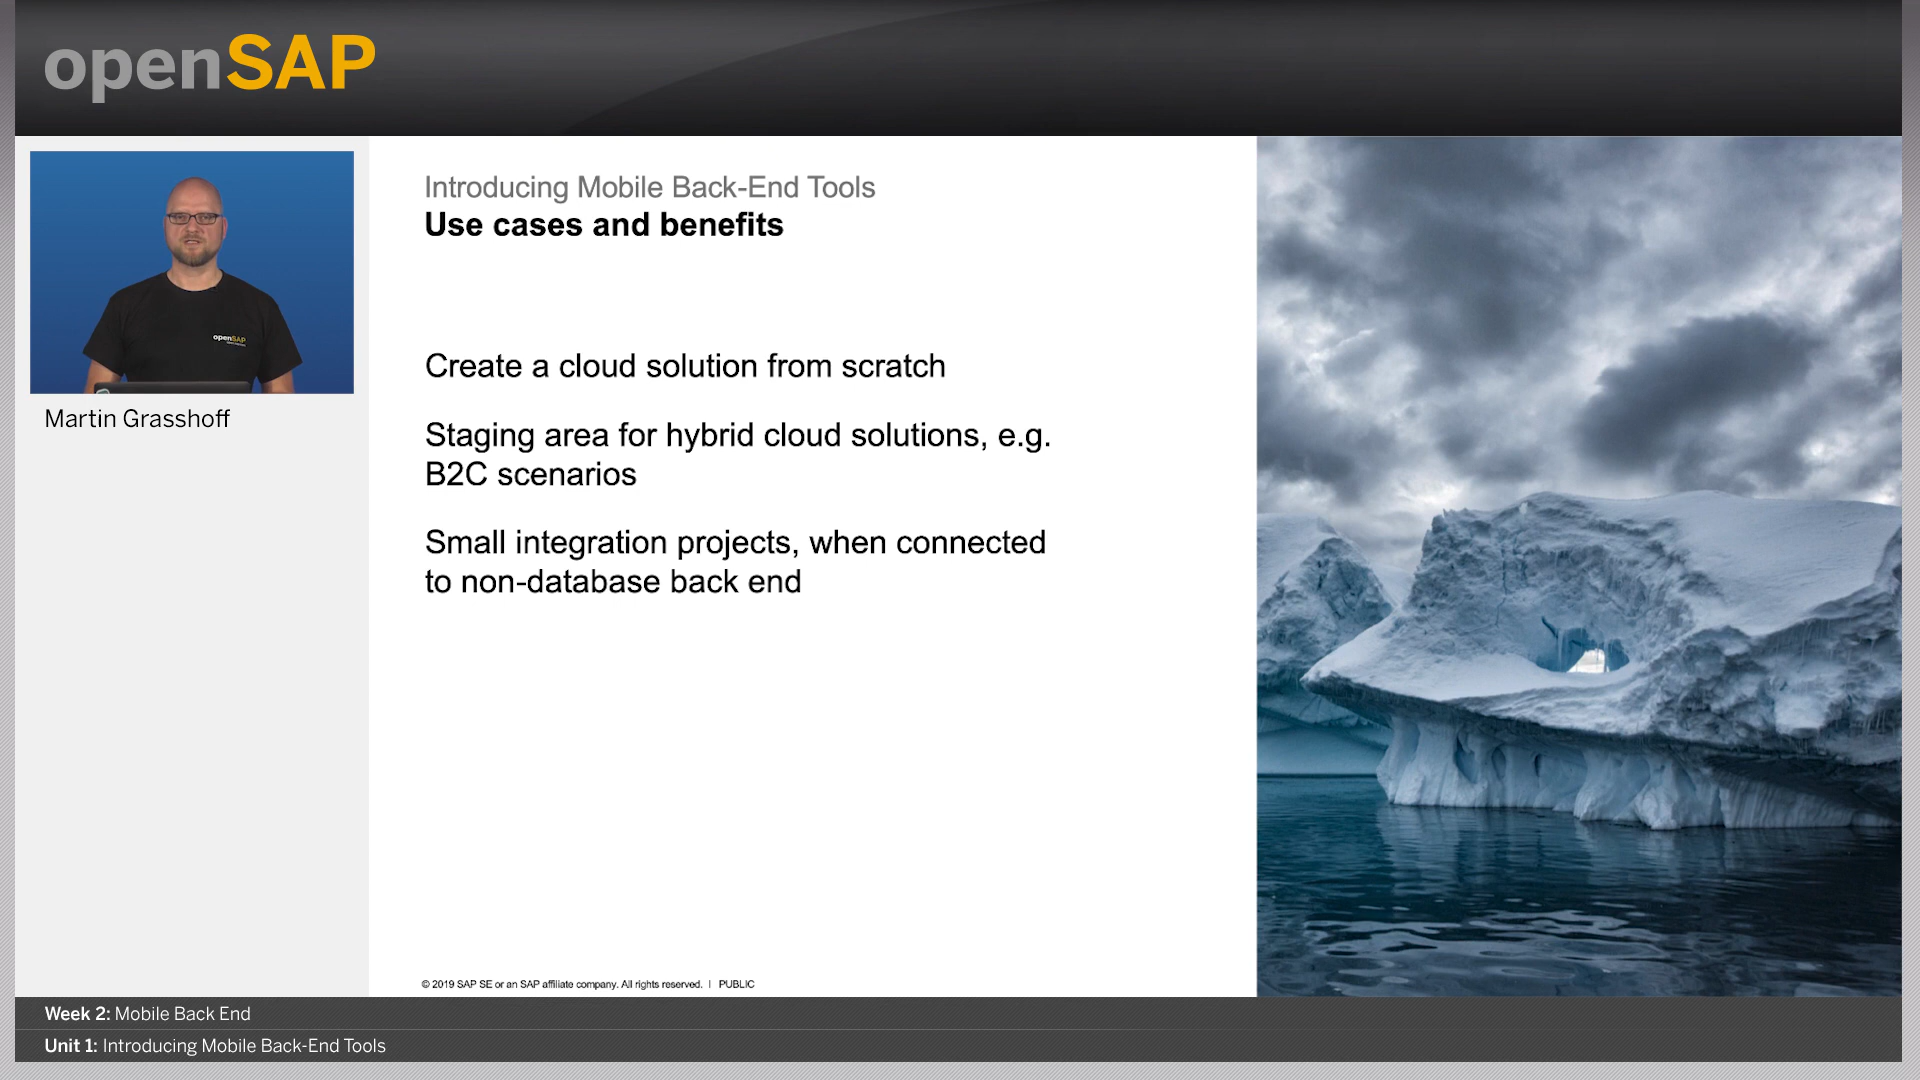 openSAP
openSAP
Martin Grasshoff
Introducing Mobile Back-End Tools
Use cases and benefits
Create a cloud solution from scratch
Staging area for hybrid cloud solutions, e.g.
B2C scenarios
Small integration projects, when connected
to non-database back end
© 2019 SAP SE or an SAP affiliate company. All rights reserved. | PUBLIC
Week 2: Mobile Back End
Unit 1: Introducing Mobile Back-End Tools